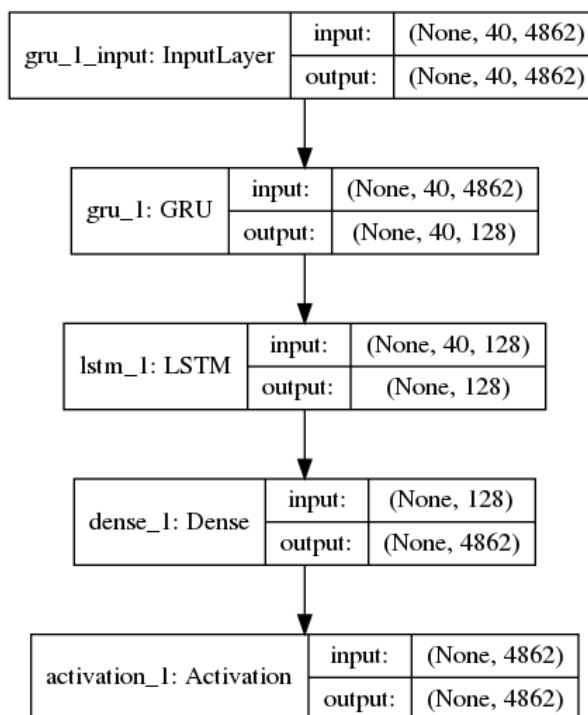 gru_1_input: InputLayer
input: (None, 40, 4862)
output: (None, 40, 4862)
gru_1: GRU
input: (None, 40, 4862)
output: (None, 40, 128)
lstm_1: LSTM
input: (None, 40, 128)
output: (None, 128)
dense_1: Dense
input: (None, 128)
output: (None, 4862)
activation_1: Activation
input: (None, 4862)
output: (None, 4862)